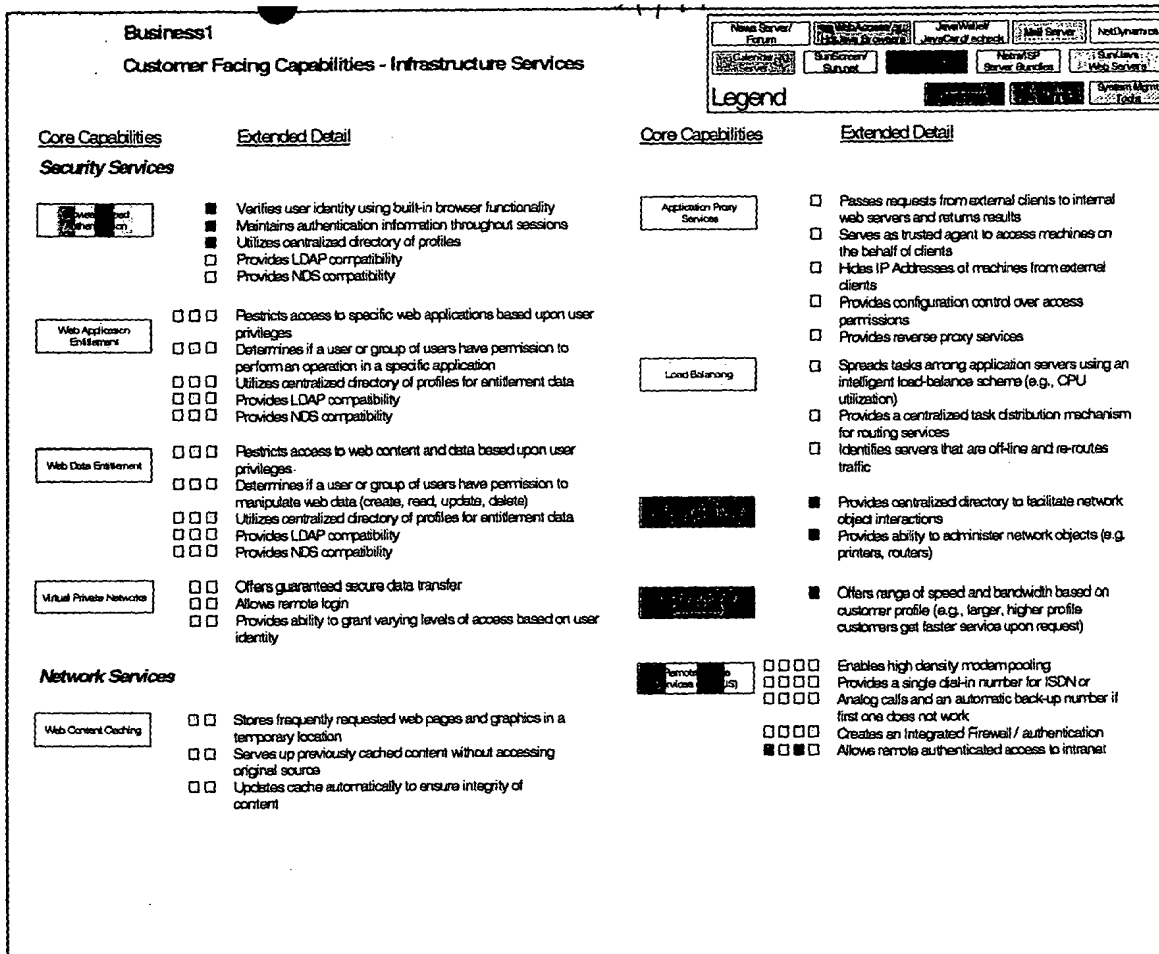 Business1
Customer Facing Capabilities - Infrastructure Services
News Server/
Forum
JavaWallet/
JavaCard/echeck
Mail Server
NetDynamics
Calendar
Server
SunScreen/
Sun.net
Netra/ISP
Server Bundles
Sun/Java
Web Servers
Legend
System Mgmt
Tools
Core Capabilities
Extended Detail
Security Services
Verifies user identity using built-in browser functionality
Maintains authentication information throughout sessions
Utilizes centralized directory of profiles
Provides LDAP compatibility
Provides NDS compatibility
Web Application
Entitlement
Restricts access to specific web applications based upon user
privileges
Determines if a user or group of users have permission to
perform an operation in a specific application
Utilizes centralized directory of profiles for entitlement data
Provides LDAP compatibility
Provides NDS compatibility
Web Data Entitlement
Restricts access to web content and data based upon user
privileges
Determines if a user or group of users have permission to
manipulate web data (create, read, update, delete)
Utilizes centralized directory of profiles for entitlement data
Provides LDAP compatibility
Provides NDS compatibility
Virtual Private Networks
Offers guaranteed secure data transfer
Allows remote login
Provides ability to grant varying levels of access based on user
identity
Network Services
Web Content Caching
Stores frequently requested web pages and graphics in a
temporary location
Serves up previously cached content without accessing
original source
Updates cache automatically to ensure integrity of
content
Core Capabilities
Extended Detail
Application Proxy
Services
Passes requests from external clients to internal
web servers and returns results
Serves as trusted agent to access machines on
the behalf of clients
Hides IP Addresses of machines from external
clients
Provides configuration control over access
permissions
Provides reverse proxy services
Load Balancing
Spreads tasks among application servers using an
intelligent load-balance scheme (e.g., CPU
utilization)
Provides a centralized task distribution mechanism
for routing services
Identifies servers that are off-line and re-routes
traffic
Provides centralized directory to facilitate network
object interactions
Provides ability to administer network objects (e.g.
printers, routers)
Offers range of speed and bandwidth based on
customer profile (e.g., larger, higher profile
customers get faster service upon request)
Enables high density modem pooling
Provides a single dial-in number for ISDN or
Analog calls and an automatic back-up number if
first one does not work
Creates an Integrated Firewall / authentication
Allows remote authenticated access to intranet